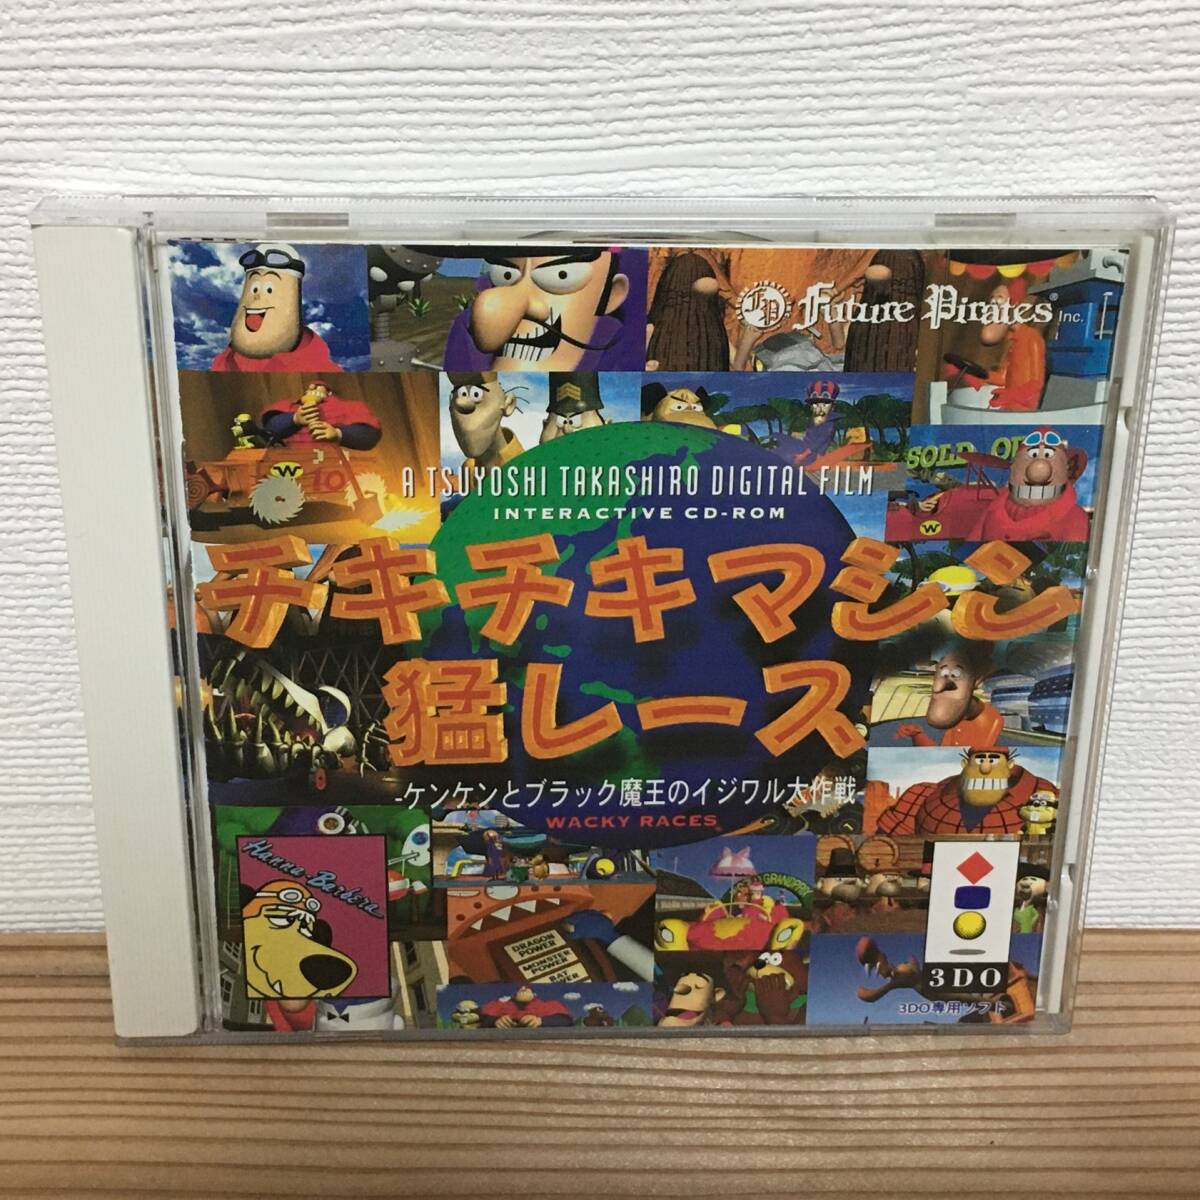 Future Pirates® Inc.
SOLD O
A TSUYOSHI TAKASHIRO DIGITAL FILM
INTERACTIVE CD-ROM
W
10
W
チキチキマシン
猛レース
-ケンケンとブラック魔王のイジワル大作戦-
WACKY RACES
Hanna-Barbera
GRANDPRIX
DRAGON
POWER
MONSTER
POWER
BAT
POWER
3DO
3DO専用ソフト